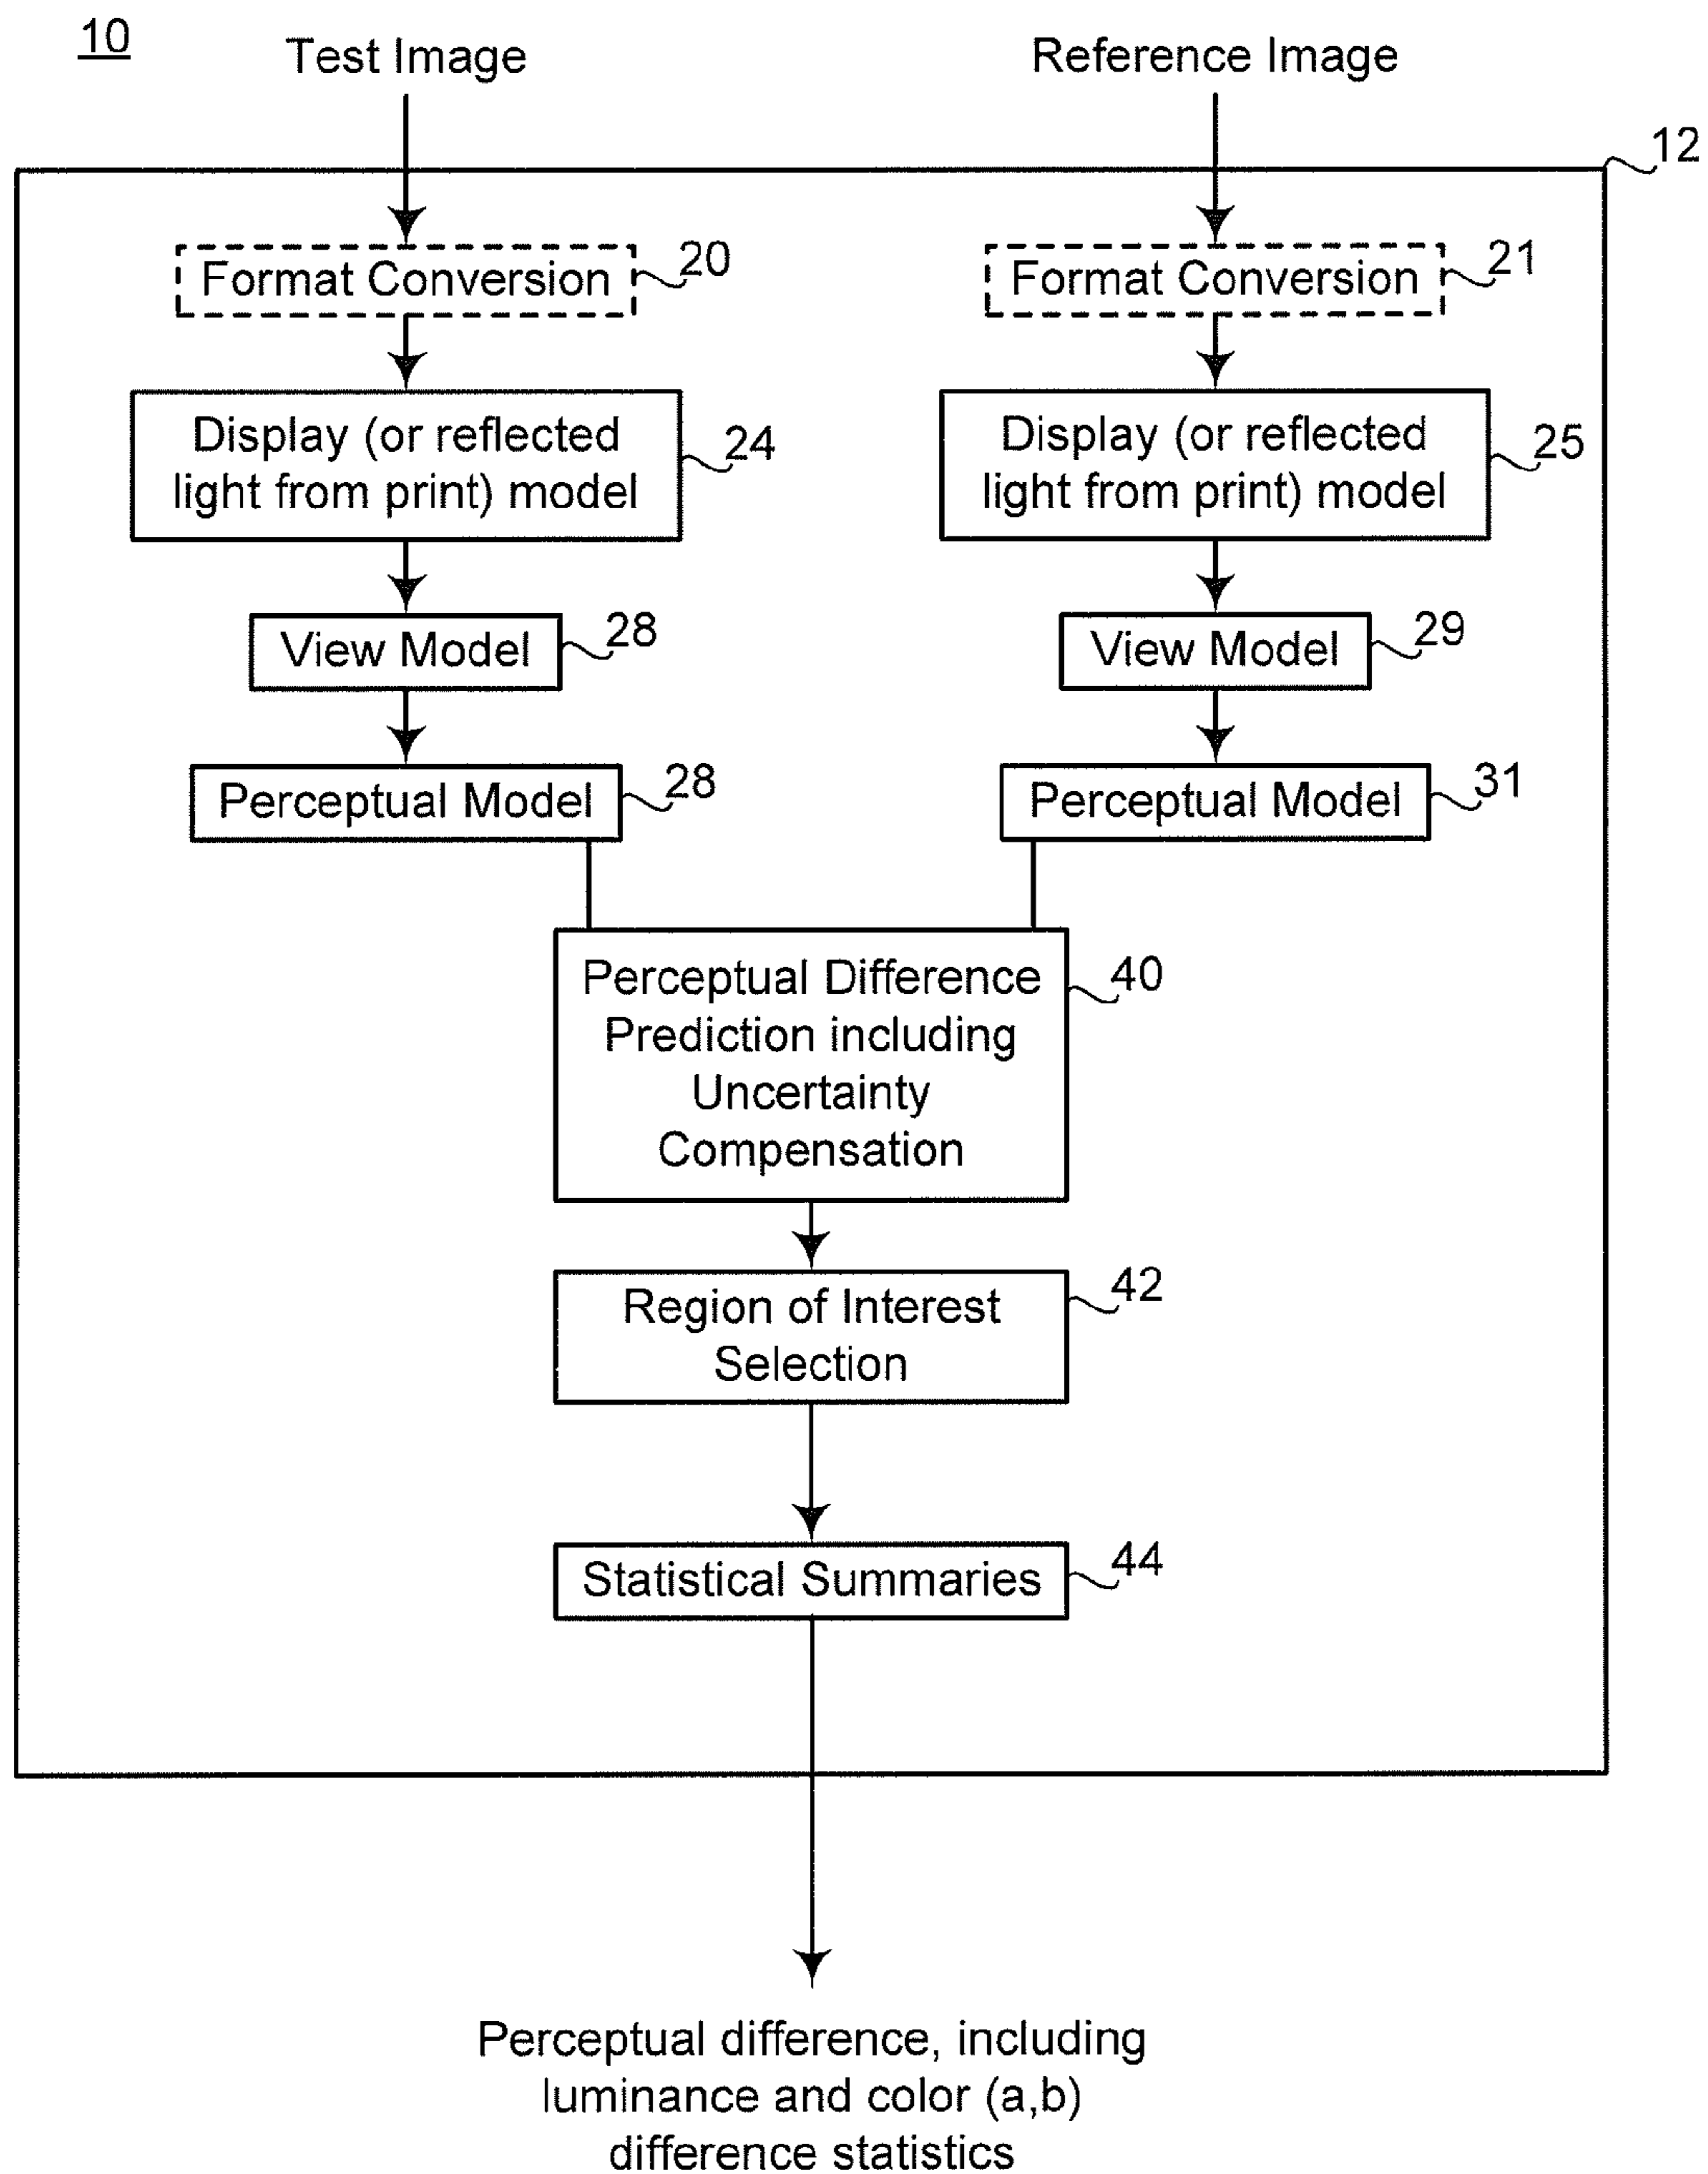 10
Test Image
Reference Image
12
Format Conversion
20
Format Conversion
21
Display (or reflected
light from print) model
24
Display (or reflected
light from print) model
25
View Model
28
View Model
29
Perceptual Model
28
Perceptual Model
31
Perceptual Difference
Prediction including
Uncertainty
Compensation
40
Region of Interest
Selection
42
Statistical Summaries
44
Perceptual difference, including
luminance and color (a,b)
difference statistics